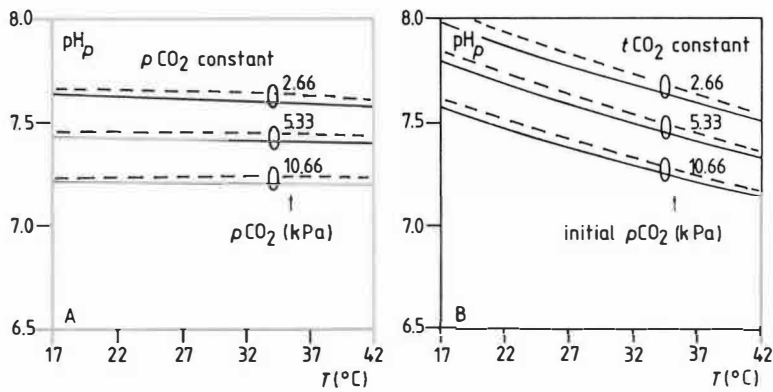 8.0
pHp
pCO2 constant
2.66
7.5
5.33
10.66
7.0
pCO2 (kPa)
A
6.5
17 22 27 32 37 42
T(°C)
8.0
pHp
tCO2 constant
2.66
7.5
5.33
10.66
7.0
initial pCO2 (kPa)
B
6.5
17 22 27 32 37 42
T(°C)